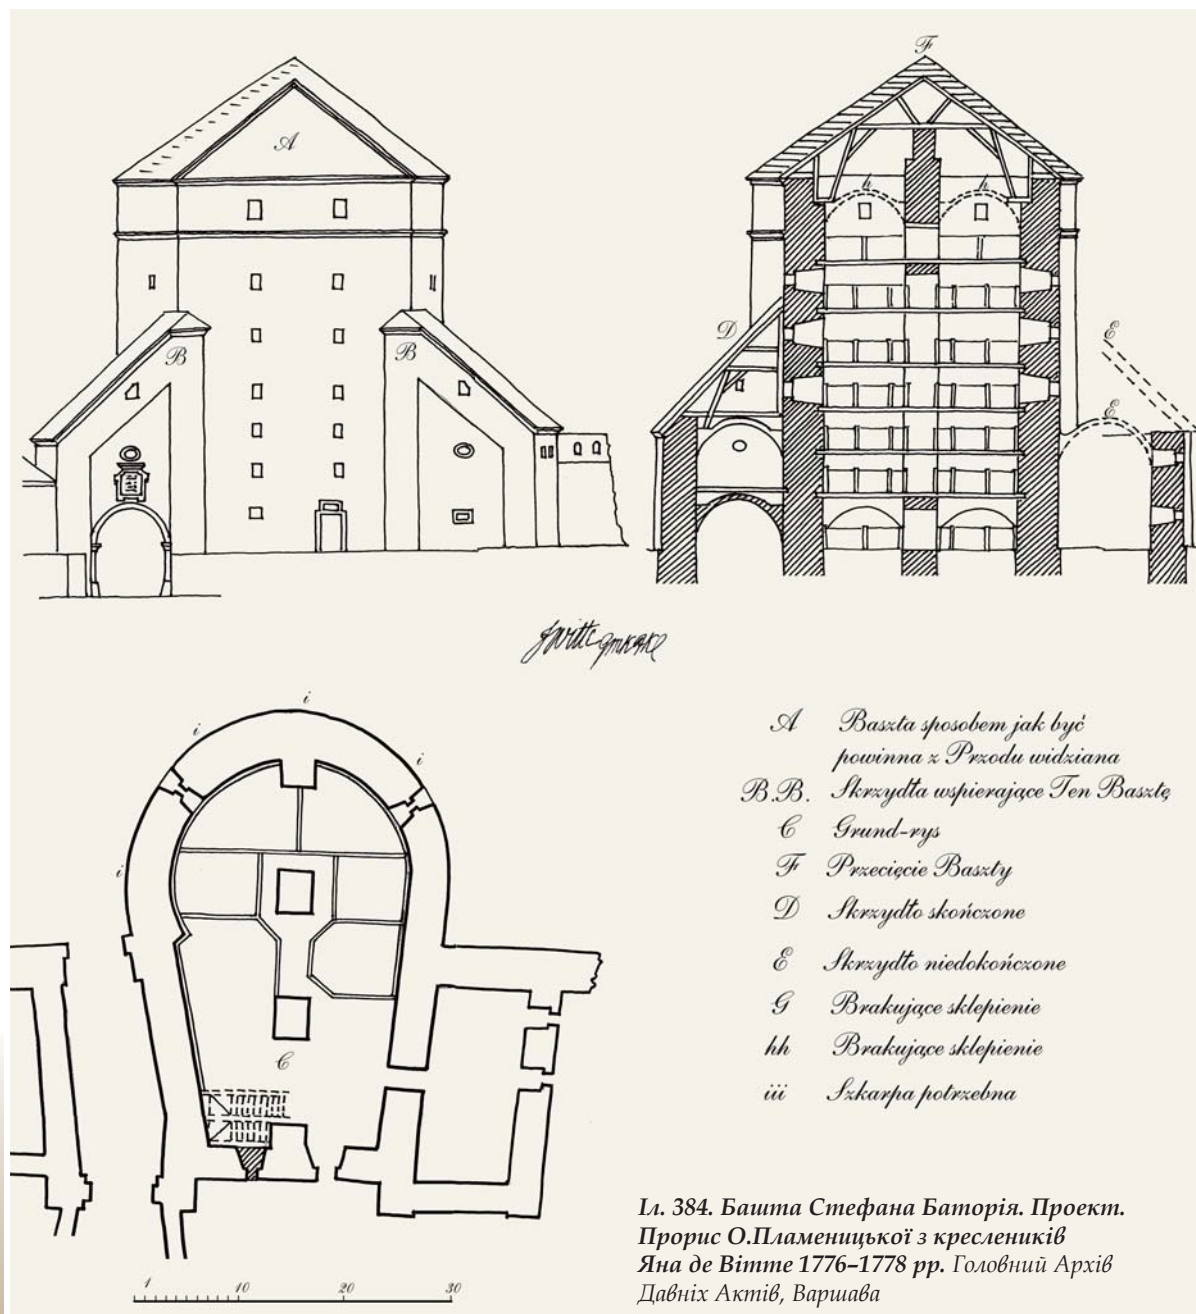 F
A
h h
B B
D
E
E
i
i
i
i
C
A Baszta sposobem jak być
powinna z Przodu widziana
B.B. Skrzydła wspierające Ten Basztę
C Grund-rys
F Przecięcie Baszty
D Skrzydło skończone
E Skrzydło niedokończone
G Brakujące sklepienie
hh Brakujące sklepienie
iii Szkarpa potrzebna
1 10 20 30
Іл. 384. Башта Стефана Баторія. Проект.
Прорис О.Пламеницької з креслеників
Яна де Вітте 1776–1778 рр. Головний Архів
Давніх Актів, Варшава